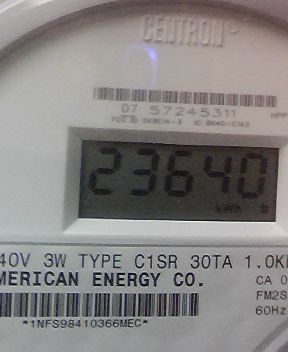 CENTRON®
07 57245311
23640
kWh
40V 3W TYPE C1SR 30TA 1.0K
MERICAN ENERGY CO.
CA 0
FM2S
60Hz
*1NFS98410366MEC*